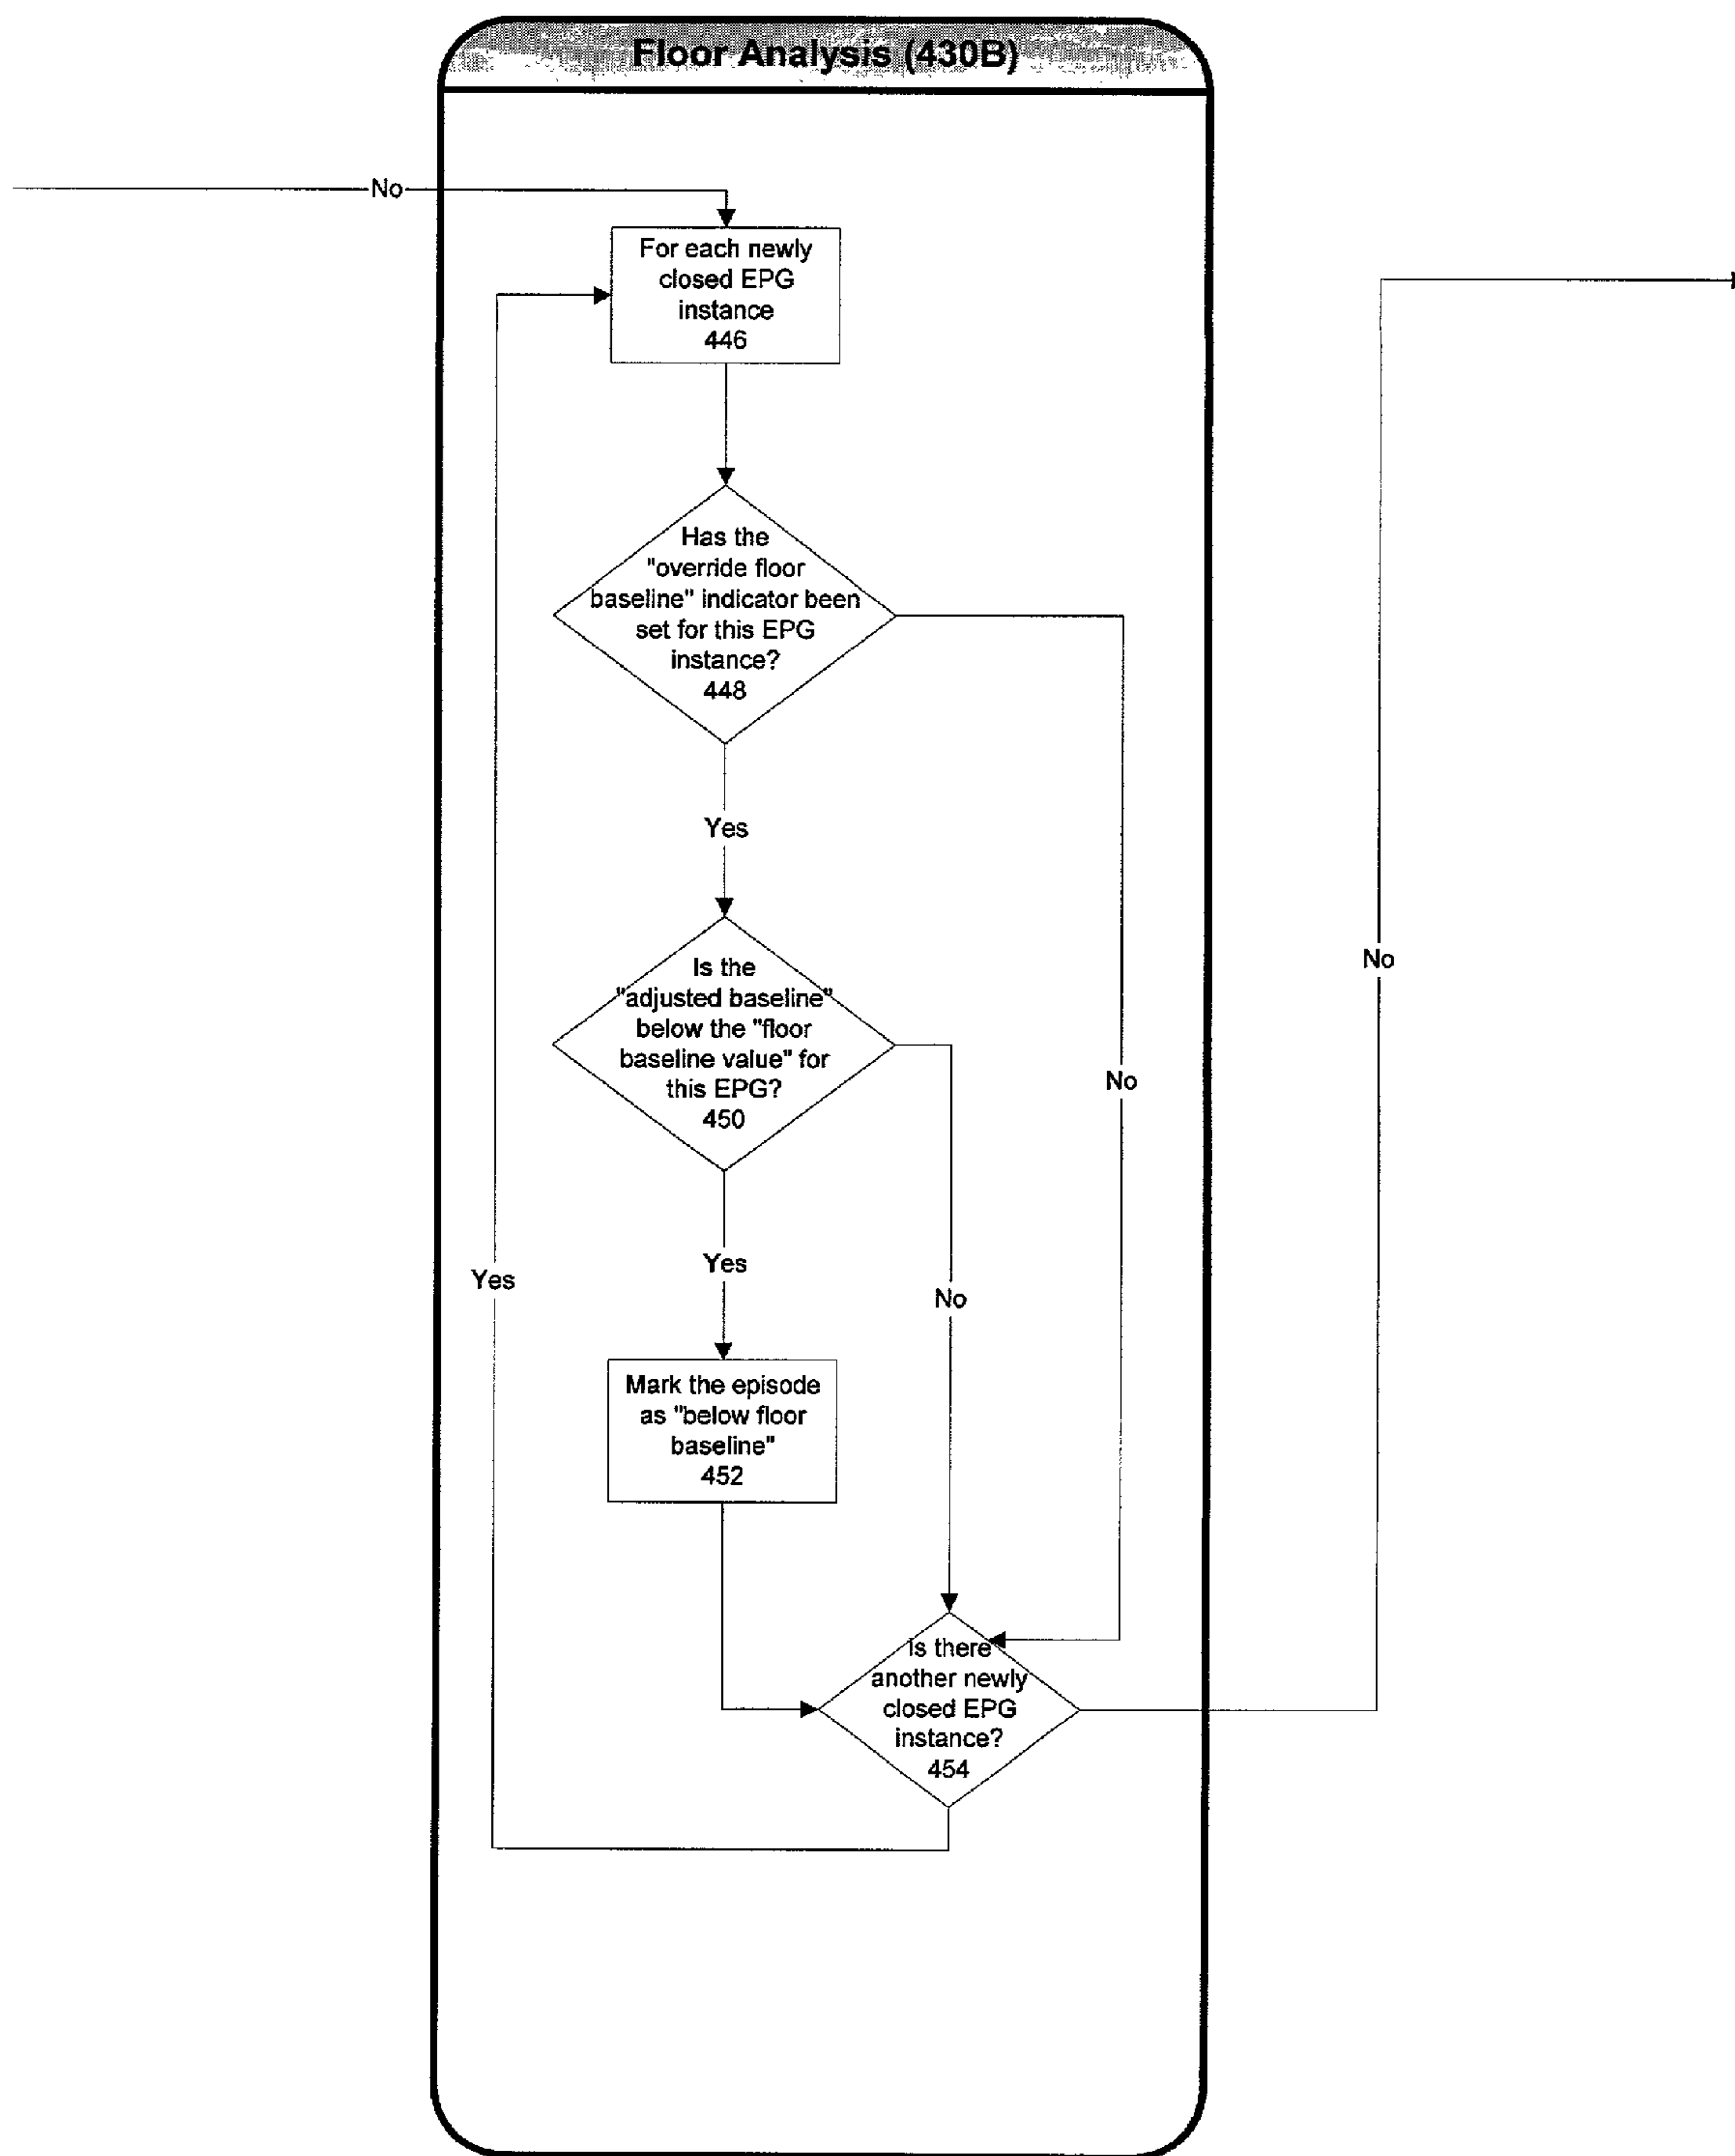 Floor Analysis (430B)
No
For each newly
closed EPG
instance
446
Has the
"override floor
baseline" indicator been
set for this EPG
instance?
448
Yes
Is the
"adjusted baseline"
below the "floor
baseline value" for
this EPG?
450
No
No
Yes
Yes
No
Mark the episode
as "below floor
baseline"
452
Is there
another newly
closed EPG
instance?
454